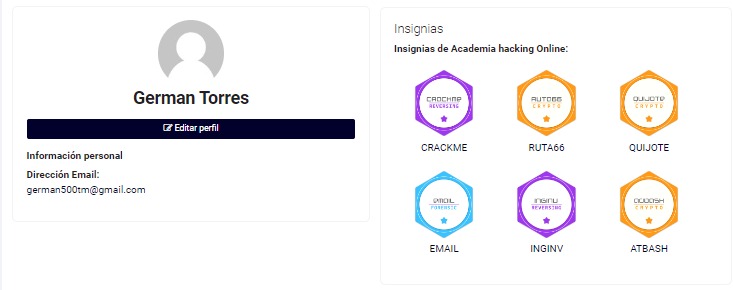 German Torres
Editar perfil
Información personal
Dirección Email:
german500tm@gmail.com
Insignias
Insignias de Academia hacking Online:
CRACKME
REVERSING
CRACKME
RUTA66
CRYPTO
RUTA66
QUIJOTE
CRYPTO
QUIJOTE
EMAIL
FORENSIC
EMAIL
INGINV
REVERSING
INGINV
CRYPTO
ATBASH